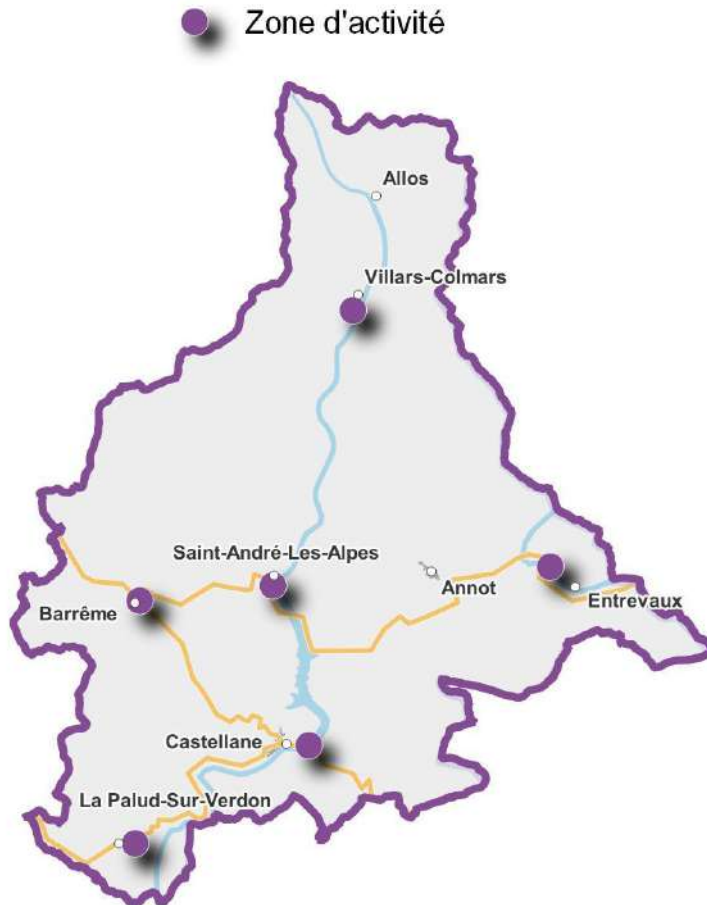 Zone d'activité
Allos
Villars-Colmars
Saint-André-Les-Alpes
Annot
Barrême
Entrevaux
Castellane
La Palud-Sur-Verdon